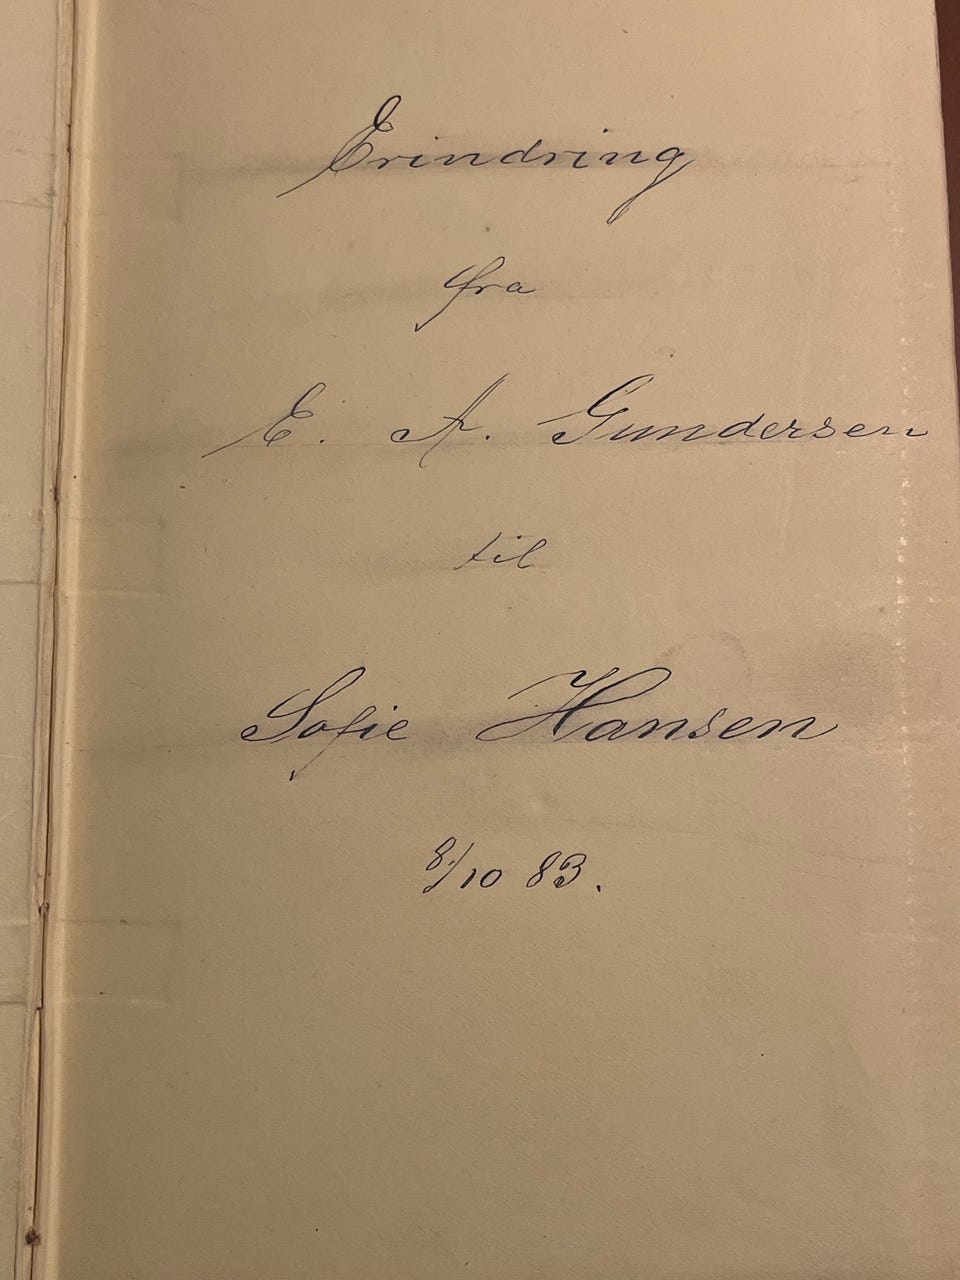 Erindring
fra
E. A. Gundersen
til
Sofie Hansen
8/10 83.